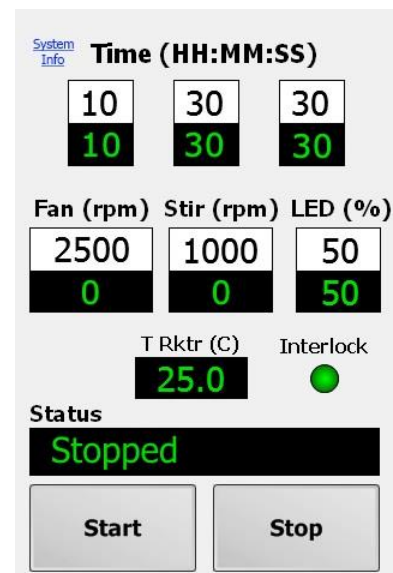 System
Info
Time (HH:MM:SS)
10 30 30
10 30 30
Fan (rpm) Stir (rpm) LED (%)
2500 1000 50
0 0 50
T Rktr (C) Interlock
25.0
Status
Stopped
Start Stop